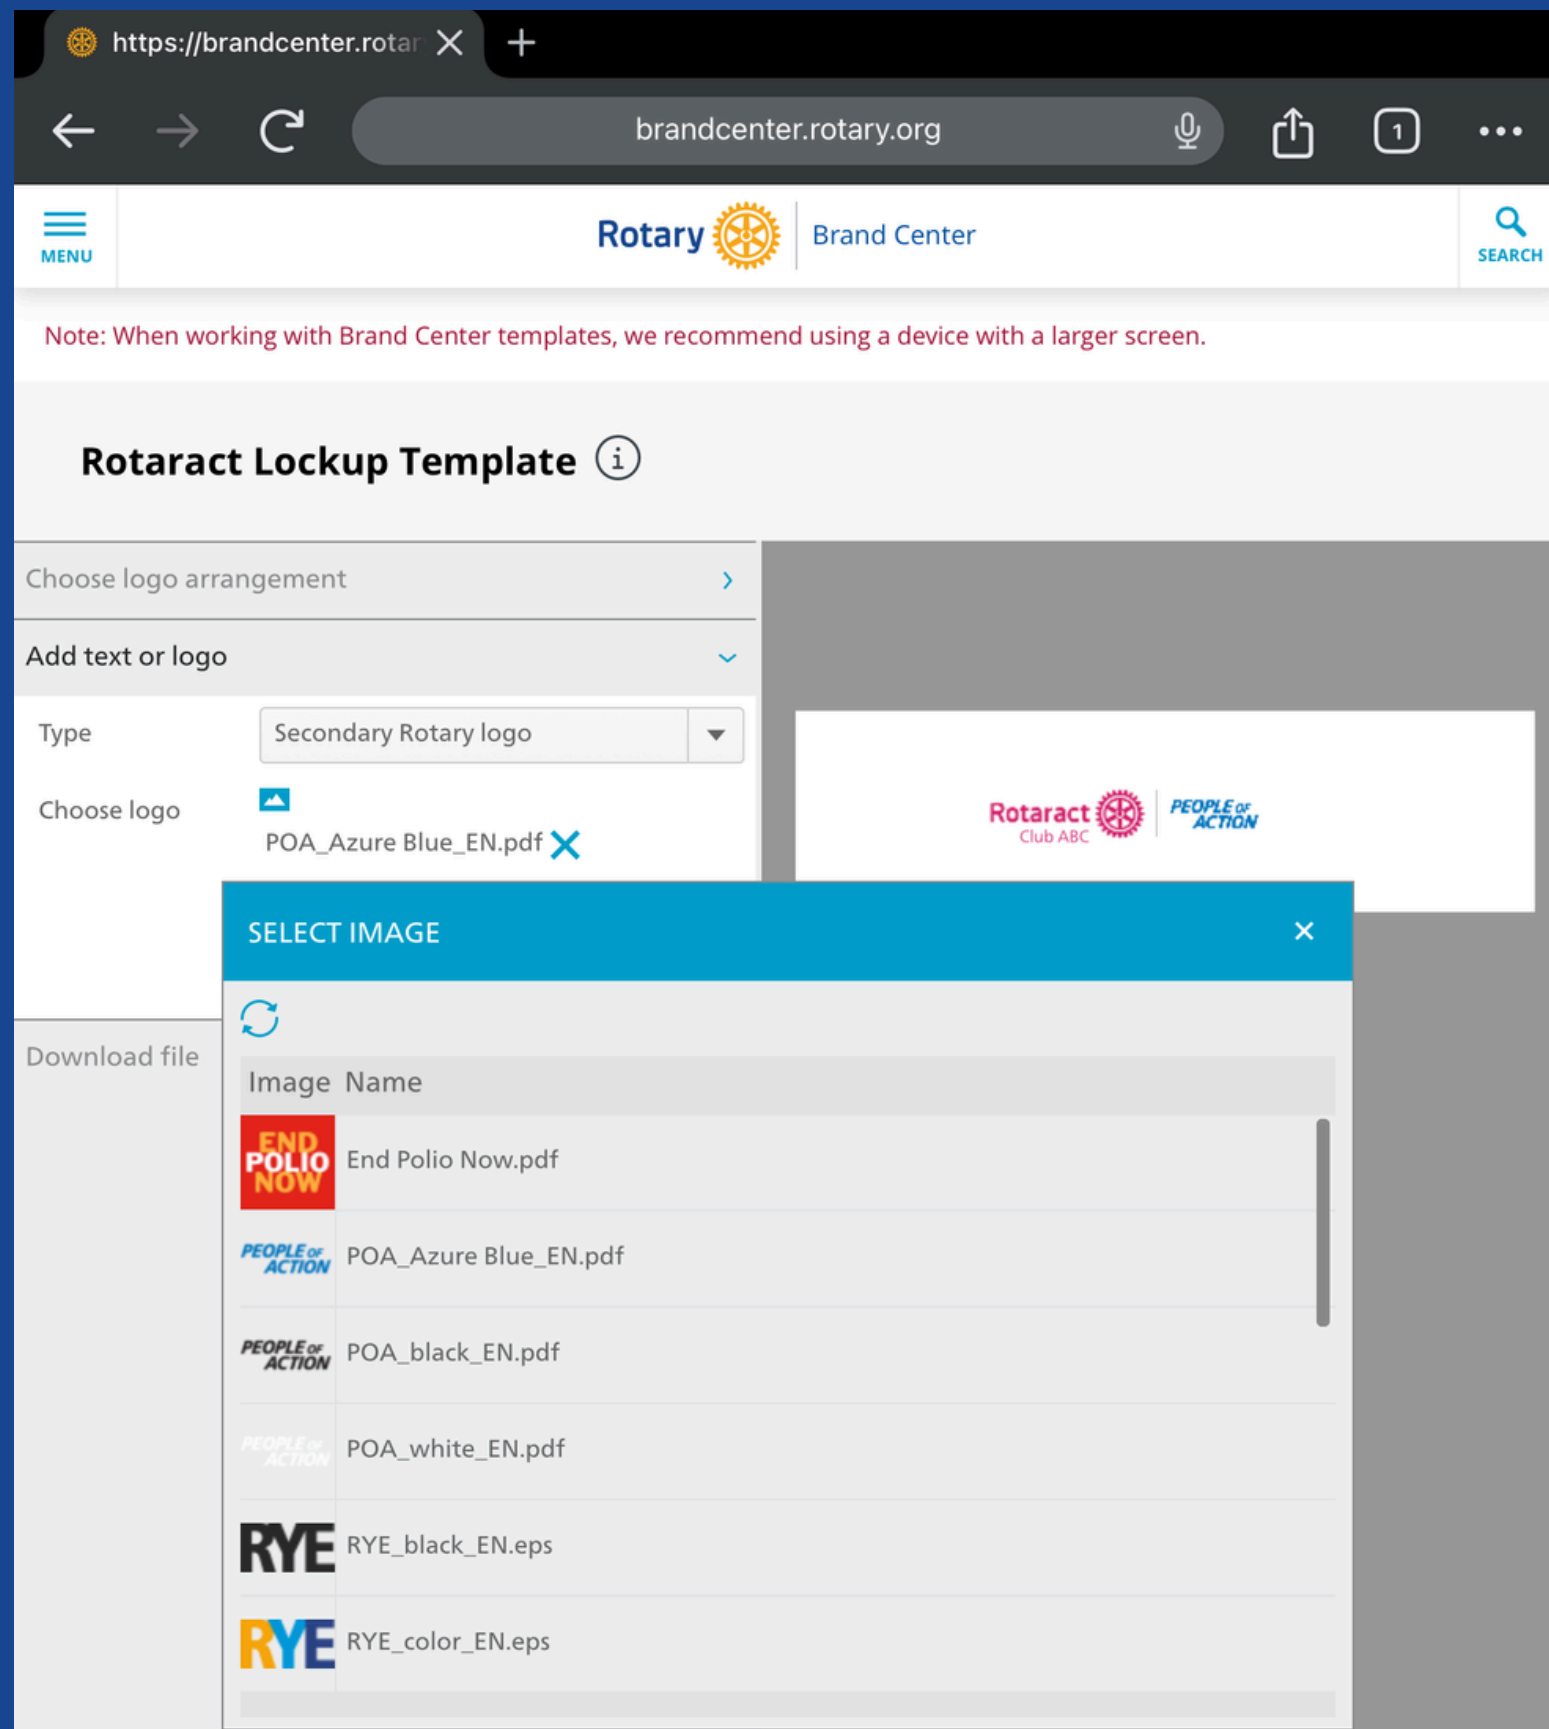 https://brandcenter.rotar
brandcenter.rotary.org
1
MENU
Rotary
Brand Center
SEARCH
Note: When working with Brand Center templates, we recommend using a device with a larger screen.
Rotaract Lockup Template i
Choose logo arrangement
Add text or logo
Type
Secondary Rotary logo
Choose logo
POA_Azure Blue_EN.pdf
Rotaract
Club ABC
PEOPLE OF
ACTION
SELECT IMAGE
Download file
Image Name
END
POLIO
NOW
End Polio Now.pdf
PEOPLE OF
ACTION
POA_Azure Blue_EN.pdf
PEOPLE OF
ACTION
POA_black_EN.pdf
PEOPLE OF
ACTION
POA_white_EN.pdf
RYE
RYE_black_EN.eps
RYE
RYE_color_EN.eps